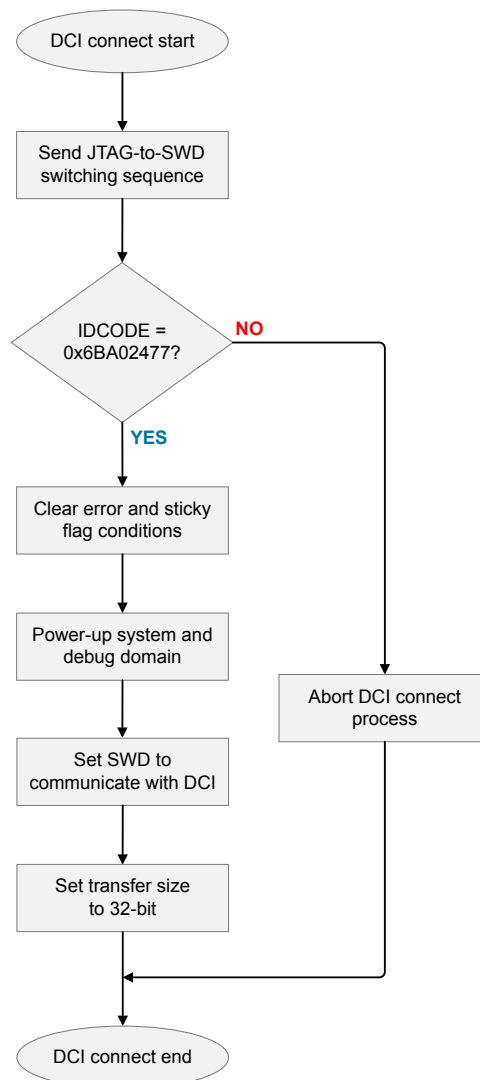 DCI connect start
Send JTAG-to-SWD
switching sequence
IDCODE =
0x6BA02477?
NO
YES
Clear error and sticky
flag conditions
Power-up system and
debug domain
Abort DCI connect
process
Set SWD to
communicate with DCI
Set transfer size
to 32-bit
DCI connect end